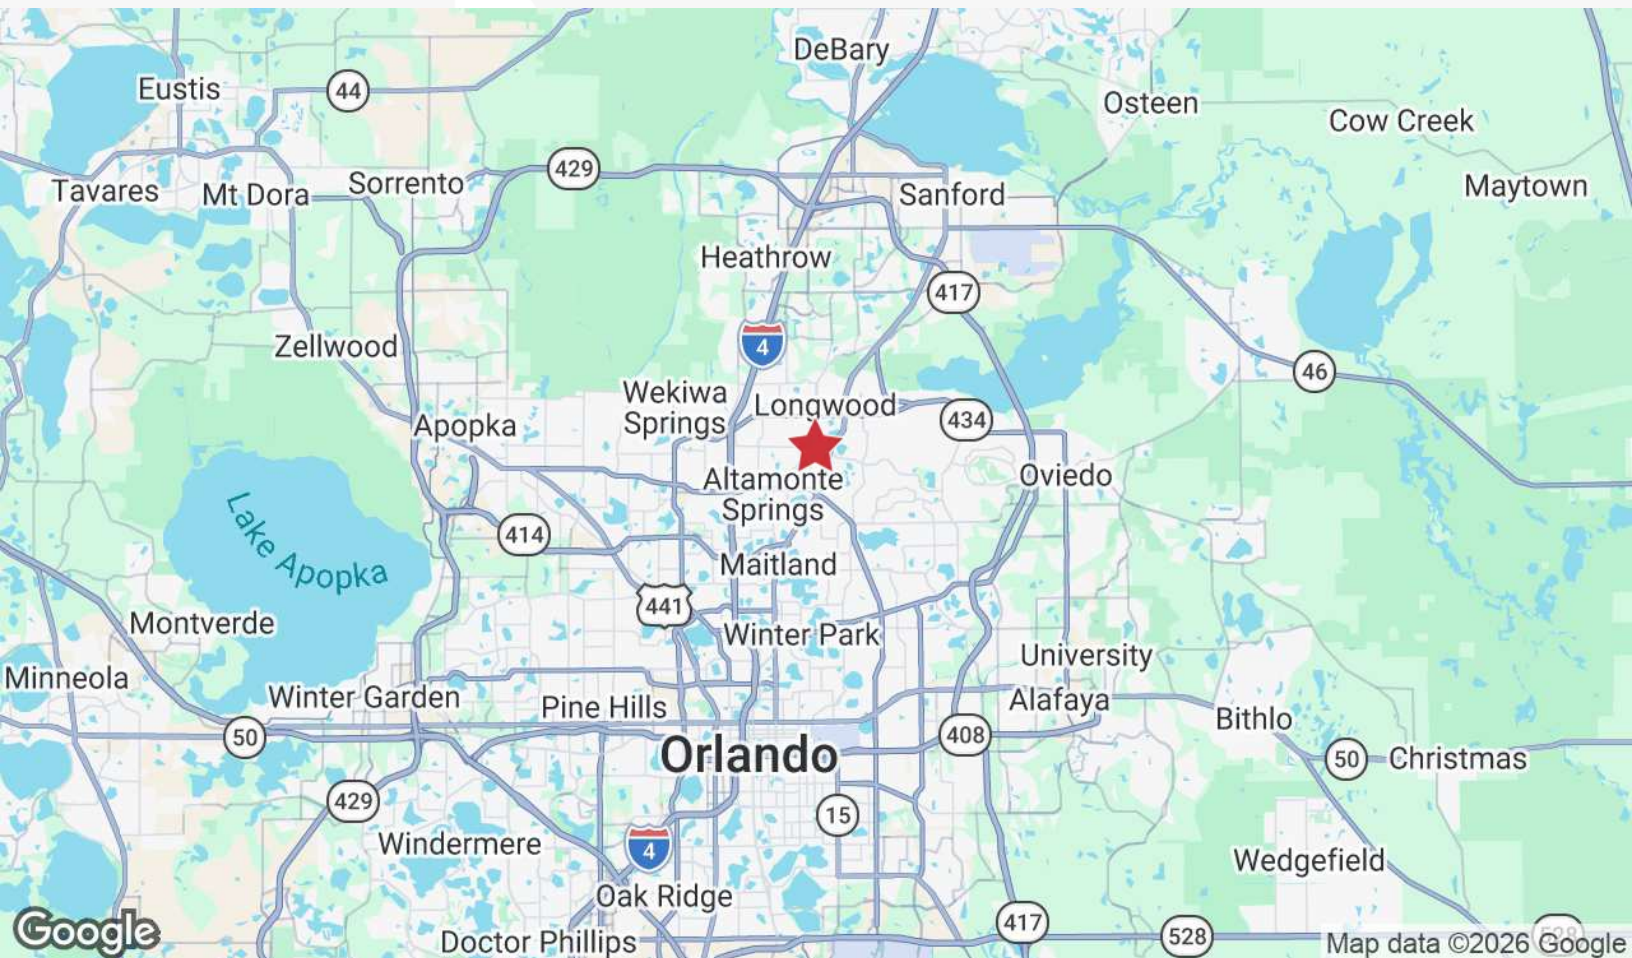 DeBary
Eustis
44
Osteen
Cow Creek
429
Tavares
Mt Dora
Sorrento
Sanford
Maytown
Heathrow
417
4
Zellwood
46
Wekiwa
Springs
Longwood
434
Apopka
Altamonte
Springs
Oviedo
Lake Apopka
414
Maitland
441
Montverde
Winter Park
Minneola
University
Winter Garden
Pine Hills
Alafaya
Bithlo
50
Orlando
408
50
Christmas
429
15
Windermere
4
Wedgefield
Oak Ridge
417
528
528
Google
Doctor Phillips
Map data ©2026 Google